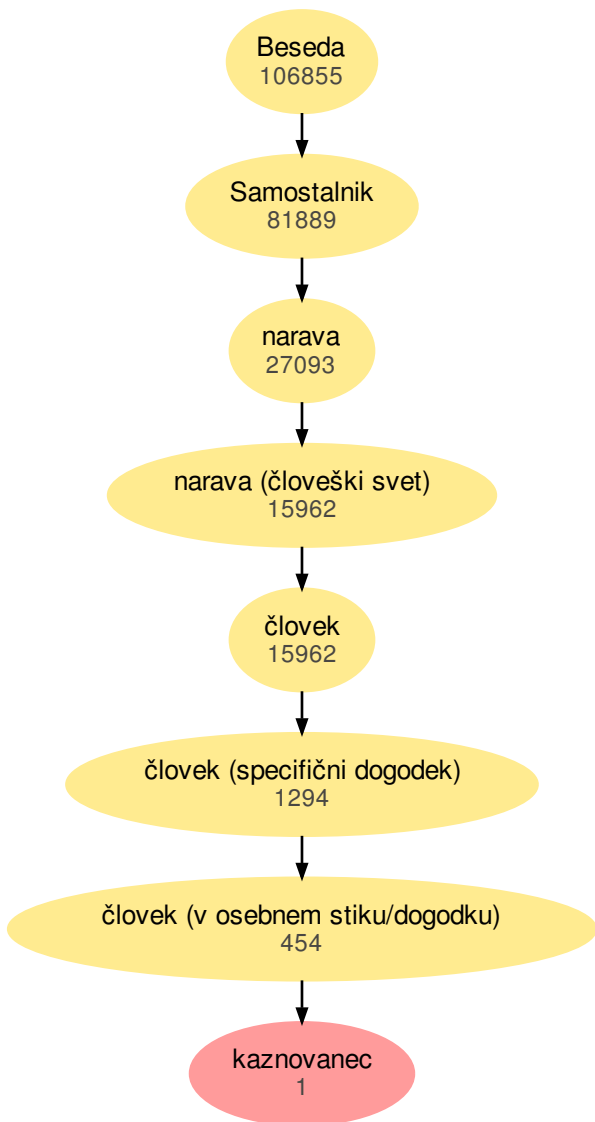 Beseda
106855
Samostalnik
81889
narava
27093
narava (človeški svet)
15962
človek
15962
človek (specifični dogodek)
1294
človek (v osebnem stiku/dogodku)
454
kaznovanec
1